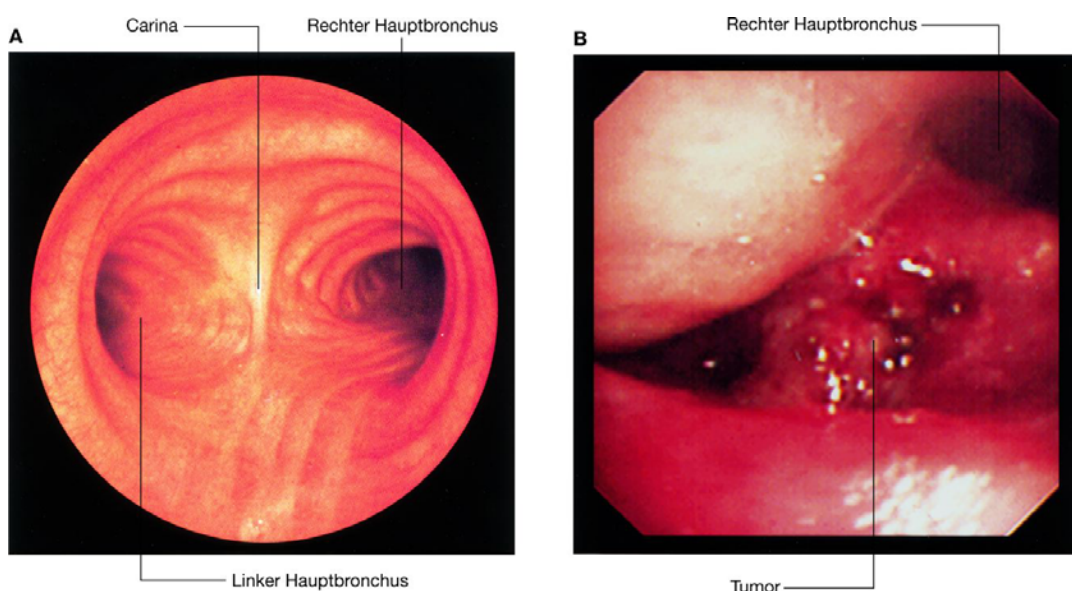 A
Carina
Rechter Hauptbronchus
Linker Hauptbronchus
B
Rechter Hauptbronchus
Tumor